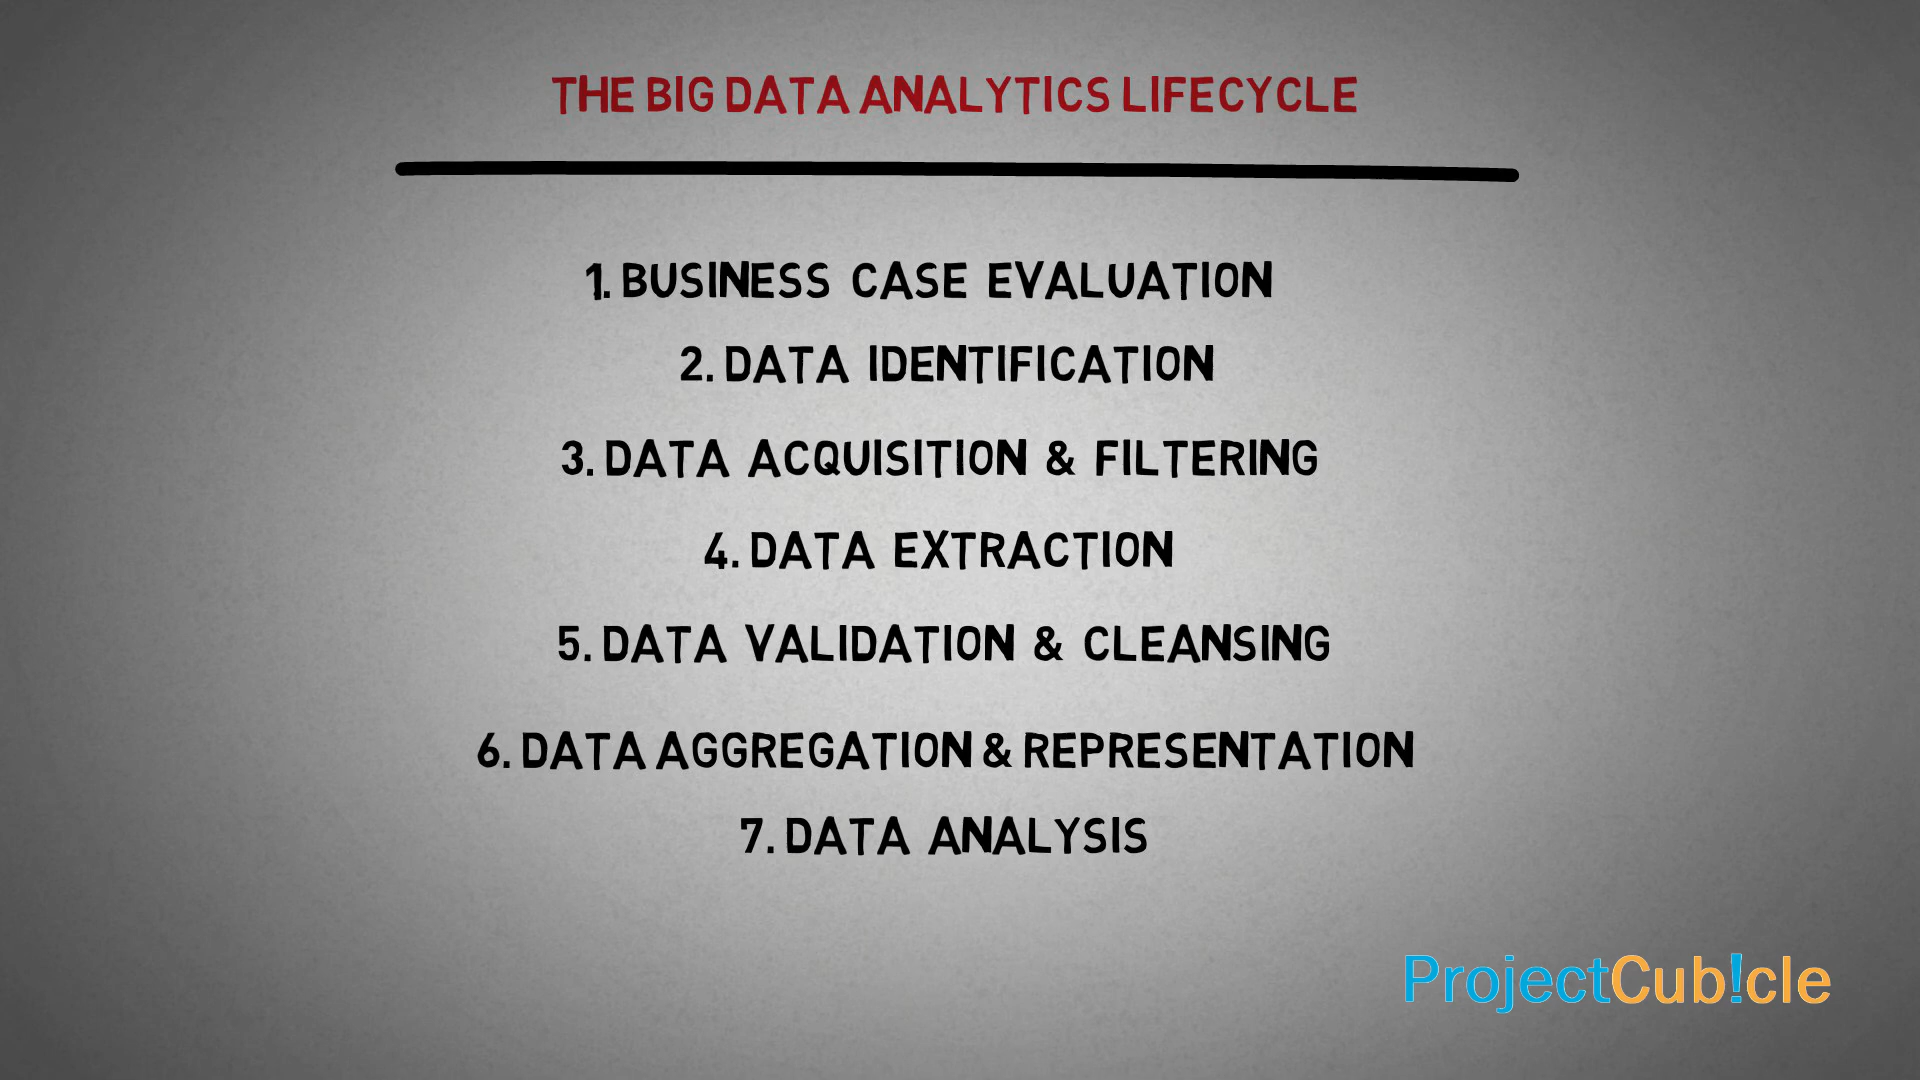 THE BIG DATA ANALYTICS LIFECYCLE
1. BUSINESS CASE EVALUATION
2. DATA IDENTIFICATION
3. DATA ACQUISITION & FILTERING
4. DATA EXTRACTION
5. DATA VALIDATION & CLEANSING
6. DATA AGGREGATION & REPRESENTATION
7. DATA ANALYSIS
ProjectCub!cle